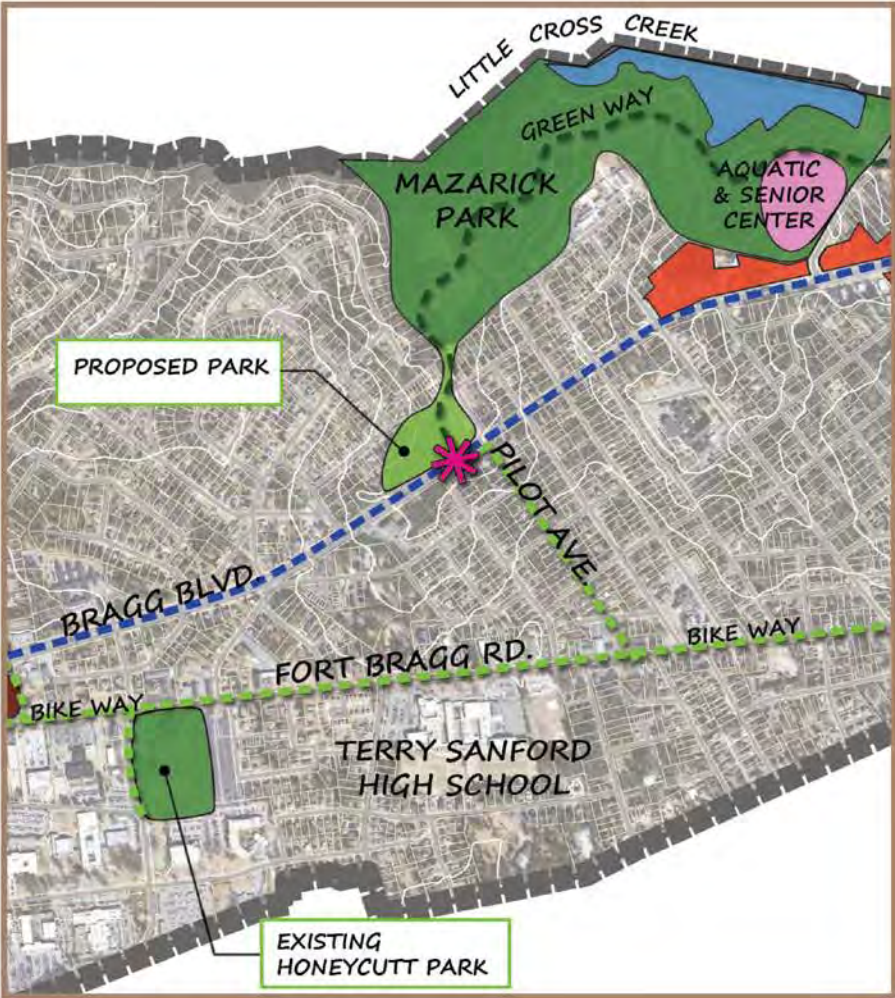 LITTLE CROSS CREEK
GREEN WAY
MAZARICK
PARK
AQUATIC
& SENIOR
CENTER
PROPOSED PARK
PILOT AVE.
BRAGG BLVD.
FORT BRAGG RD.
BIKE WAY
BIKE WAY
TERRY SANFORD
HIGH SCHOOL
EXISTING
HONEYCUTT PARK